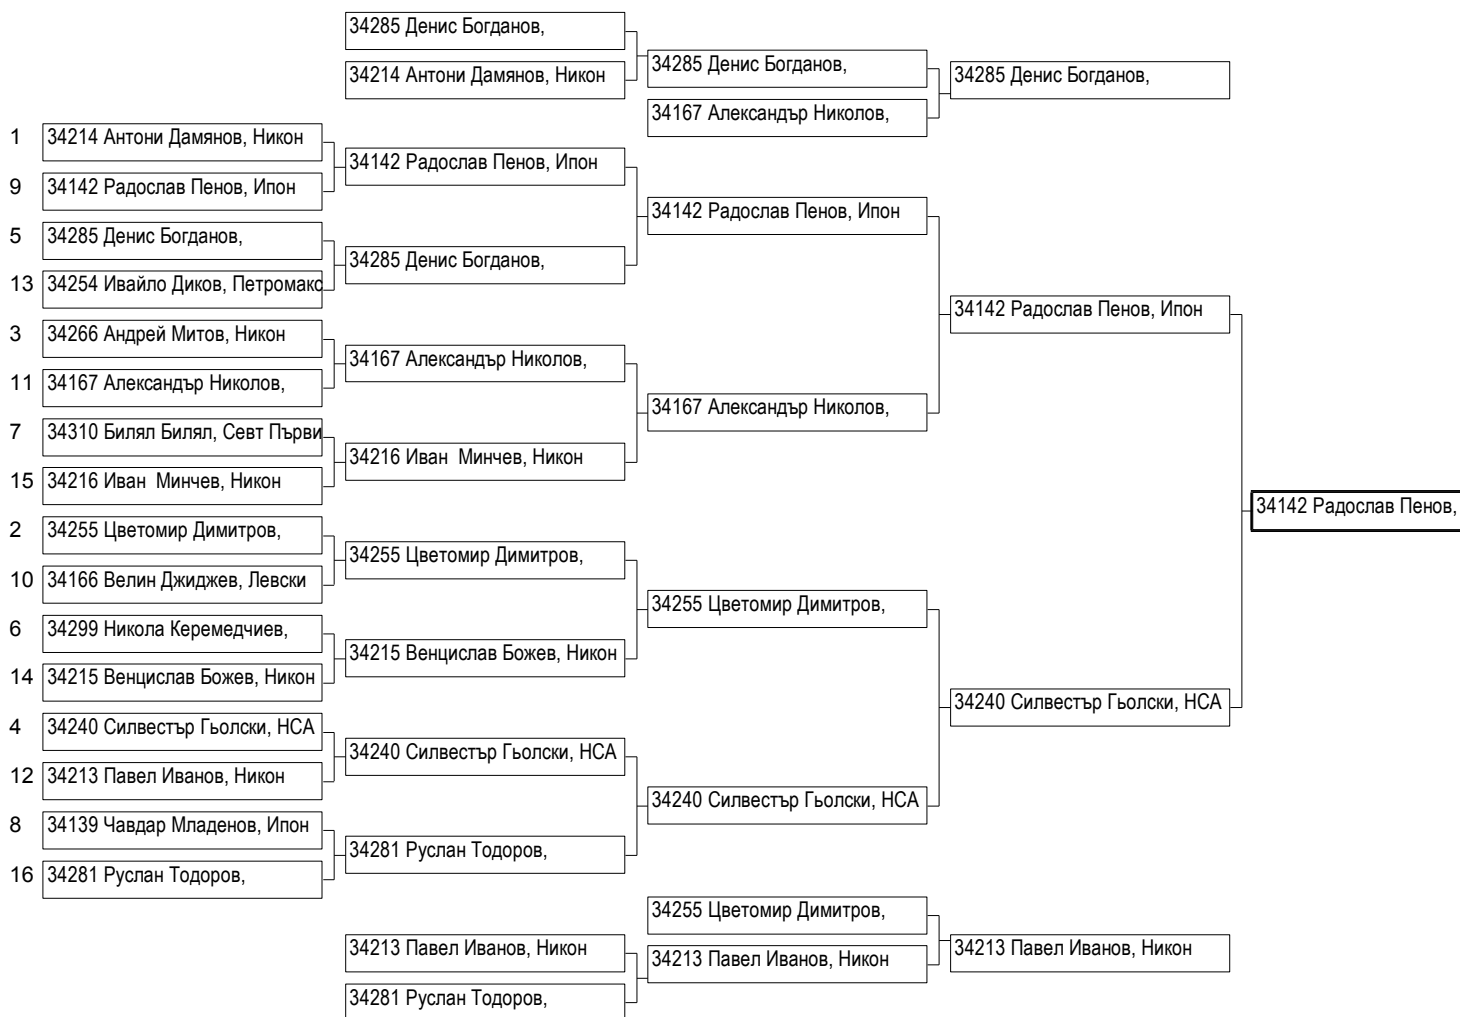 34285 Денис Богданов,
34214 Антони Дамянов, Никон
34285 Денис Богданов,
34167 Александър Николов,
34285 Денис Богданов,
1 34214 Антони Дамянов, Никон
9 34142 Радослав Пенов, Ипон
5 34285 Денис Богданов,
13 34254 Ивайло Диков, Петромакс
3 34266 Андрей Митов, Никон
11 34167 Александър Николов,
7 34310 Билял Билял, Севт Първи
15 34216 Иван  Минчев, Никон
2 34255 Цветомир Димитров,
10 34166 Велин Джиджев, Левски
6 34299 Никола Керемедчиев,
14 34215 Венцислав Божев, Никон
4 34240 Силвестър Гьолски, НСА
12 34213 Павел Иванов, Никон
8 34139 Чавдар Младенов, Ипон
16 34281 Руслан Тодоров,
34142 Радослав Пенов, Ипон
34285 Денис Богданов,
34167 Александър Николов,
34216 Иван  Минчев, Никон
34255 Цветомир Димитров,
34215 Венцислав Божев, Никон
34240 Силвестър Гьолски, НСА
34281 Руслан Тодоров,
34142 Радослав Пенов, Ипон
34167 Александър Николов,
34255 Цветомир Димитров,
34240 Силвестър Гьолски, НСА
34142 Радослав Пенов, Ипон
34240 Силвестър Гьолски, НСА
34142 Радослав Пенов,
34213 Павел Иванов, Никон
34281 Руслан Тодоров,
34255 Цветомир Димитров,
34213 Павел Иванов, Никон
34213 Павел Иванов, Никон